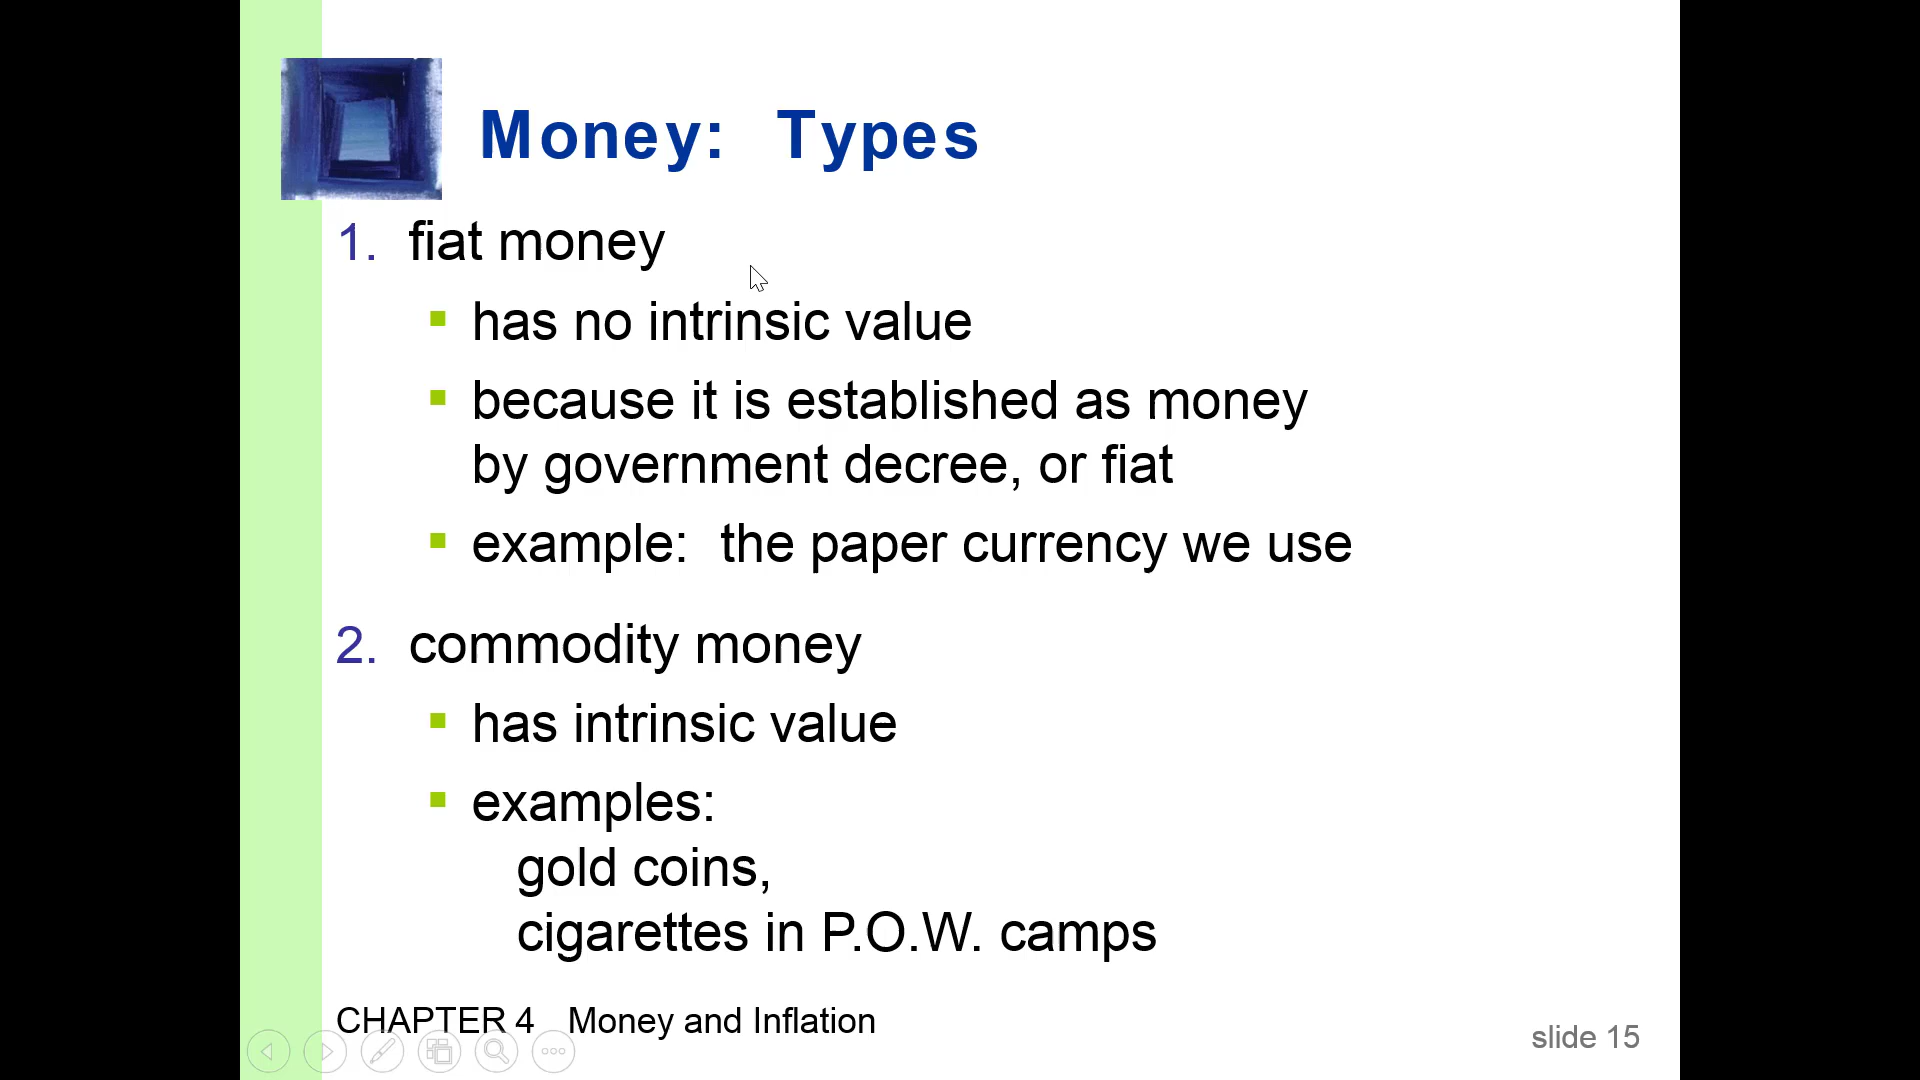 Money: Types
1. fiat money
▪ has no intrinsic value
▪ because it is established as money
by government decree, or fiat
▪ example: the paper currency we use
2. commodity money
▪ has intrinsic value
▪ examples:
gold coins,
cigarettes in P.O.W. camps
CHAPTER 4 Money and Inflation
slide 15